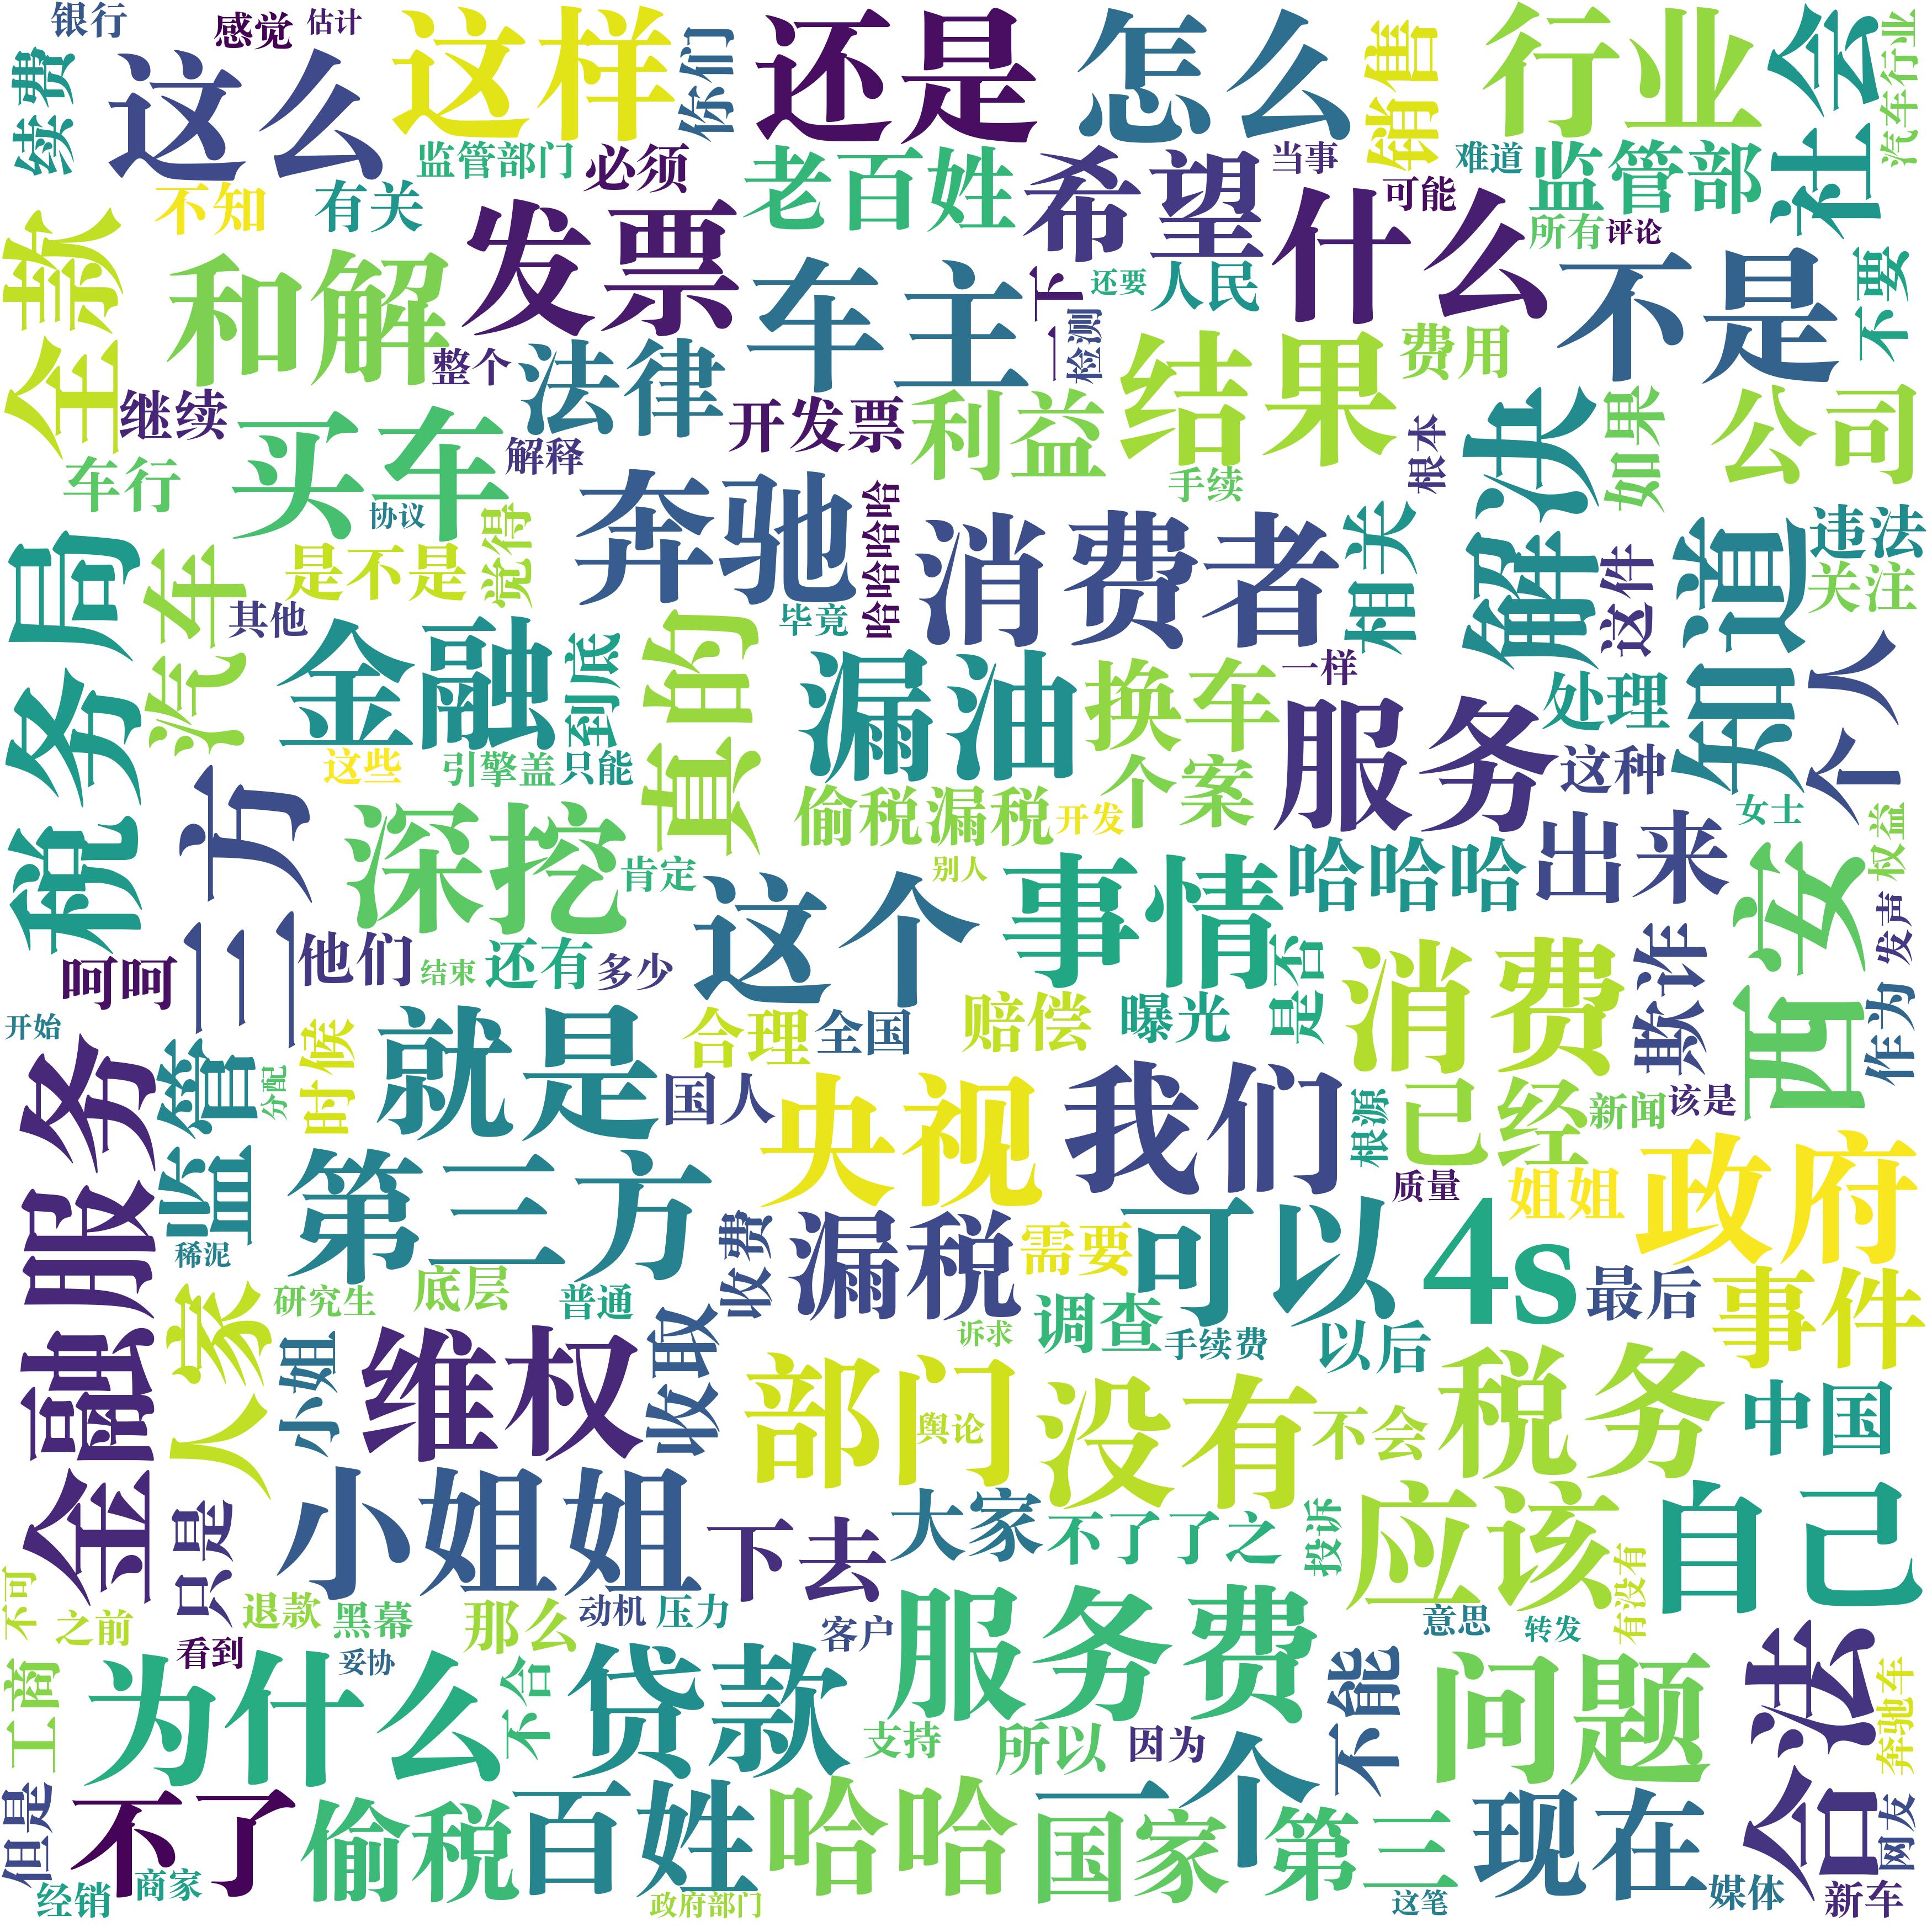 银行
感觉
估计
续费
这么
这样
你们
还是
怎么
销售
行业
社会
汽车行业
监管部门
必须
老百姓
希望
当事
难道
监管部
可能
不知
有关
全款
发票
什么
所有
评论
和解
车主
一下
还要
人民
不是
不要
检测
整个
法律
结果
费用
继续
开发票
利益
公司
买车
解释
车行
奔驰
哈哈哈哈
手续
根本
解决
如果
协议
是不是
觉得
消费者
相关
违法
关注
税务局
汽车
其他
毕竟
这件
知道
个人
金融
到底
真的
漏油
换车
一样
处理
服务
这些
引擎盖
只能
个案
这种
三方
深挖
偷税漏税
开发
女士
权益
肯定
别人
哈哈哈
出来
西安
这个
事情
是否
发声
呵呵
他们
结束
还有
多少
消费
欺诈
作为
开始
合理
全国
赔偿
曝光
金融服务
监管
分配
时候
就是
国人
央视
我们
根源
已经
新闻
该是
第三方
质量
姐姐
政府
稀泥
收费
漏税
需要
可以
4s
最后
事件
人家
研究生
底层
普通
调查
诉求
手续费
以后
小姐
维权
收取
部门
舆论
没有
不会
税务
中国
小姐姐
下去
大家
不了了之
投诉
应该
自己
只是
不可
之前
退款
黑幕
那么
动机
压力
客户
服务费
意思
转发
有没有
看到
妥协
工商
为什么
不合
贷款
支持
所以
因为
一个
不能
问题
合法
奔驰车
但是
不了
偷税
百姓
哈哈
国家
第三
现在
网友
经销
商家
政府部门
这笔
媒体
新车